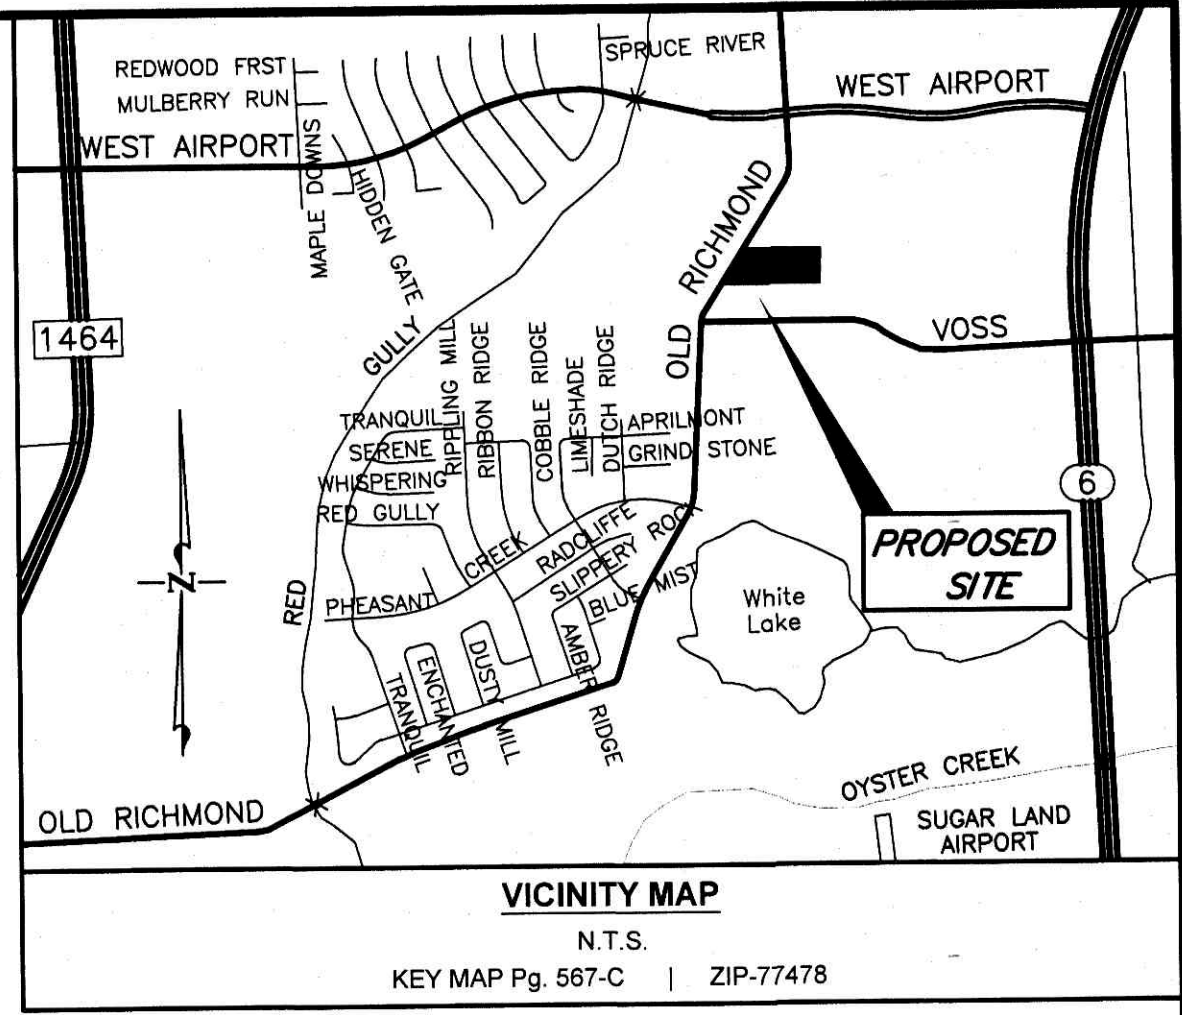 SPRUCE RIVER
REDWOOD FRST
MULBERRY RUN
WEST AIRPORT
WEST AIRPORT
MAPLE DOWNS
HIDDEN GATE
OLD RICHMOND
1464
GULLY
VOSS
TRANQUIL
SERENE
WHISPERING
RED GULLY
RIPPLING MILL
RIBBON RIDGE
COBBLE RIDGE
LIMESHADE
DUTCH RIDGE
APRILMONT
GRIND STONE
6
PROPOSED
SITE
N
RED
PHEASANT CREEK
RADCLIFFE
SLIPPERY ROCK
BLUE MIST
White
Lake
TRANQUIL
ENCHANTED
DUSTY MILL
AMBER RIDGE
OYSTER CREEK
OLD RICHMOND
SUGAR LAND
AIRPORT
VICINITY MAP
N.T.S.
KEY MAP Pg. 567-C | ZIP-77478